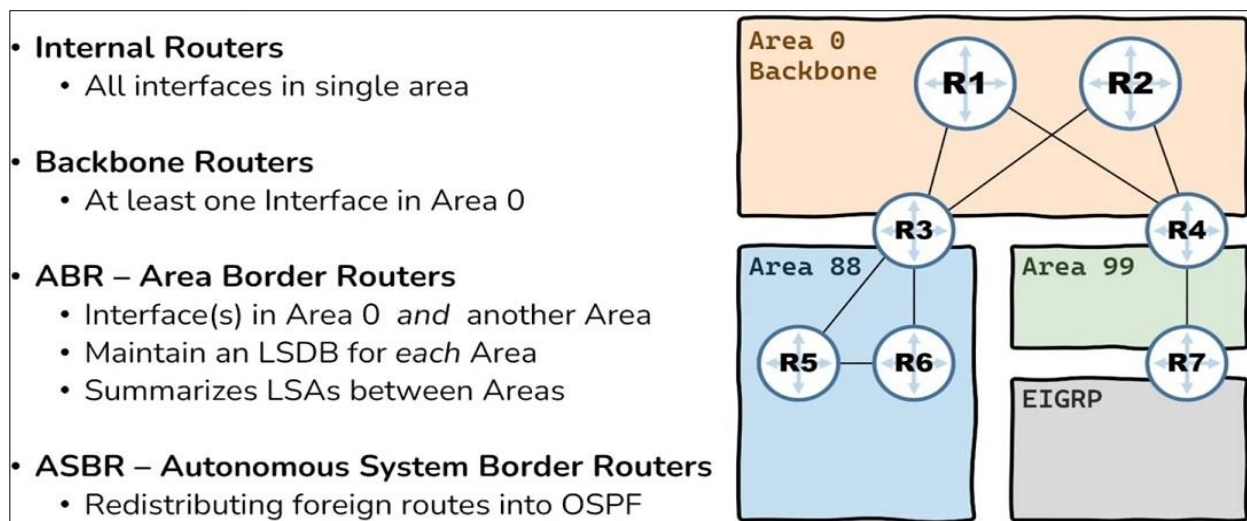 • Internal Routers
• All interfaces in single area
• Backbone Routers
• At least one Interface in Area 0
• ABR – Area Border Routers
• Interface(s) in Area 0 and another Area
• Maintain an LSDB for each Area
• Summarizes LSAs between Areas
• ASBR – Autonomous System Border Routers
• Redistributing foreign routes into OSPF
Area 0
Backbone
R1
R2
R3
R4
Area 88
Area 99
R5
R6
R7
EIGRP